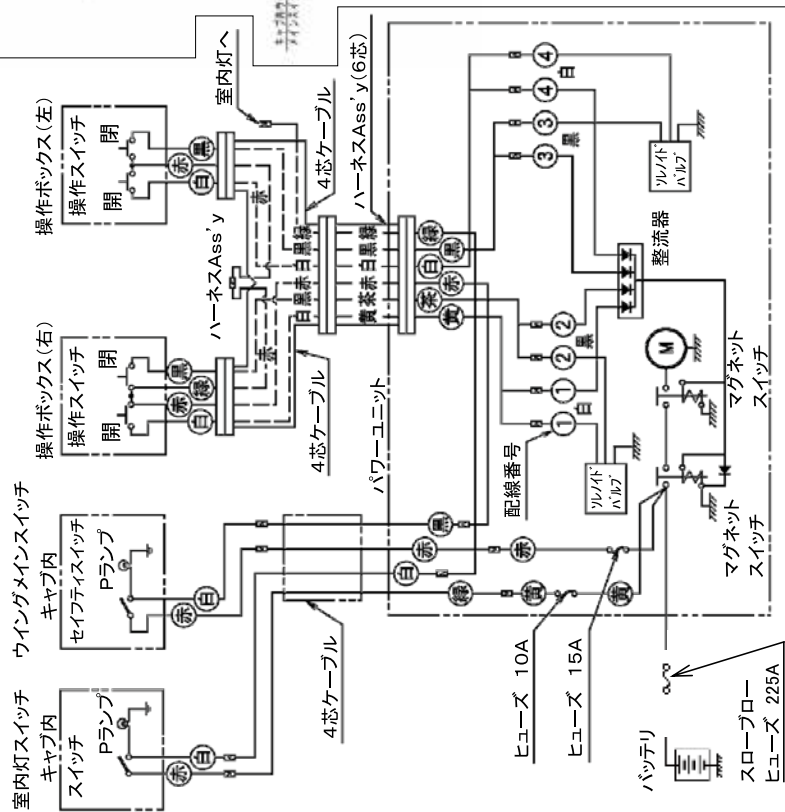 室内灯スイッチ
キャブ内
スイッチ
Pランプ
赤
白
ウイングメインスイッチ
キャブ内
セイフティスイッチ
Pランプ
赤
白
操作ボックス(右)
操作スイッチ
開
閉
白
赤
緑
黒
操作ボックス(左)
操作スイッチ
開
閉
白
赤
黒
ハーネスAss'y
赤
赤
室内灯へ
4芯ケーブル
4芯ケーブル
4芯ケーブル
ハーネスAss'y(6芯)
白
黒
赤
白
黒
緑
黄
茶
赤
白
黒
緑
黄
茶
赤
白
黒
緑
パワーユニット
緑
白
赤
黒
黄
赤
黄
ヒューズ 10A
ヒューズ 15A
配線番号
1
白
1
2
黒
2
3
黒
3
4
白
4
ソレノイド
バルブ
ソレノイド
バルブ
整流器
M
マグネット
スイッチ
マグネット
スイッチ
バッテリ
スローブロー
ヒューズ 225A